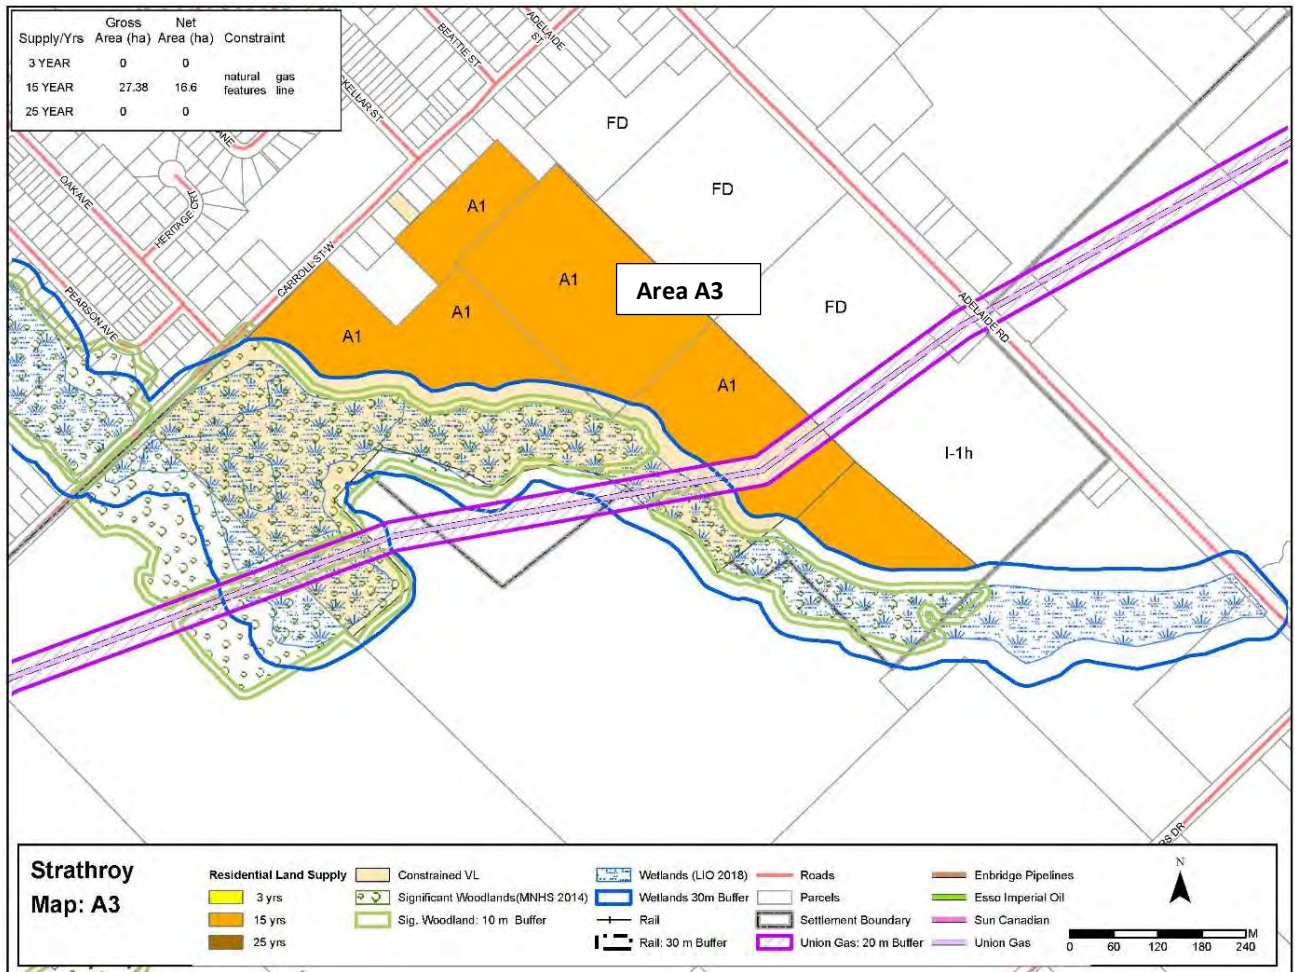 Gross Net
Supply/Yrs Area (ha) Area (ha) Constraint
3 YEAR 0 0
15 YEAR 27.38 16.6 natural features gas line
25 YEAR 0 0
BEATTIE ST
ADELAIDE ST
FD
FD
OAK AVE
HERITAGE CRT
CARROLL ST W
PEARSON AVE
A1
A1
Area A3
FD
ADELAIDE RD
A1
A1
A1
I-1h
RS DR
Strathroy
Map: A3
Residential Land Supply
3 yrs
15 yrs
25 yrs
Constrained VL
Significant Woodlands(MNHS 2014)
Sig. Woodland: 10 m Buffer
Wetlands (LIO 2018)
Wetlands 30m Buffer
Rail
Rail: 30 m Buffer
Roads
Parcels
Settlement Boundary
Union Gas: 20 m Buffer
Enbridge Pipelines
Esso Imperial Oil
Sun Canadian
Union Gas
N
M
0 60 120 180 240